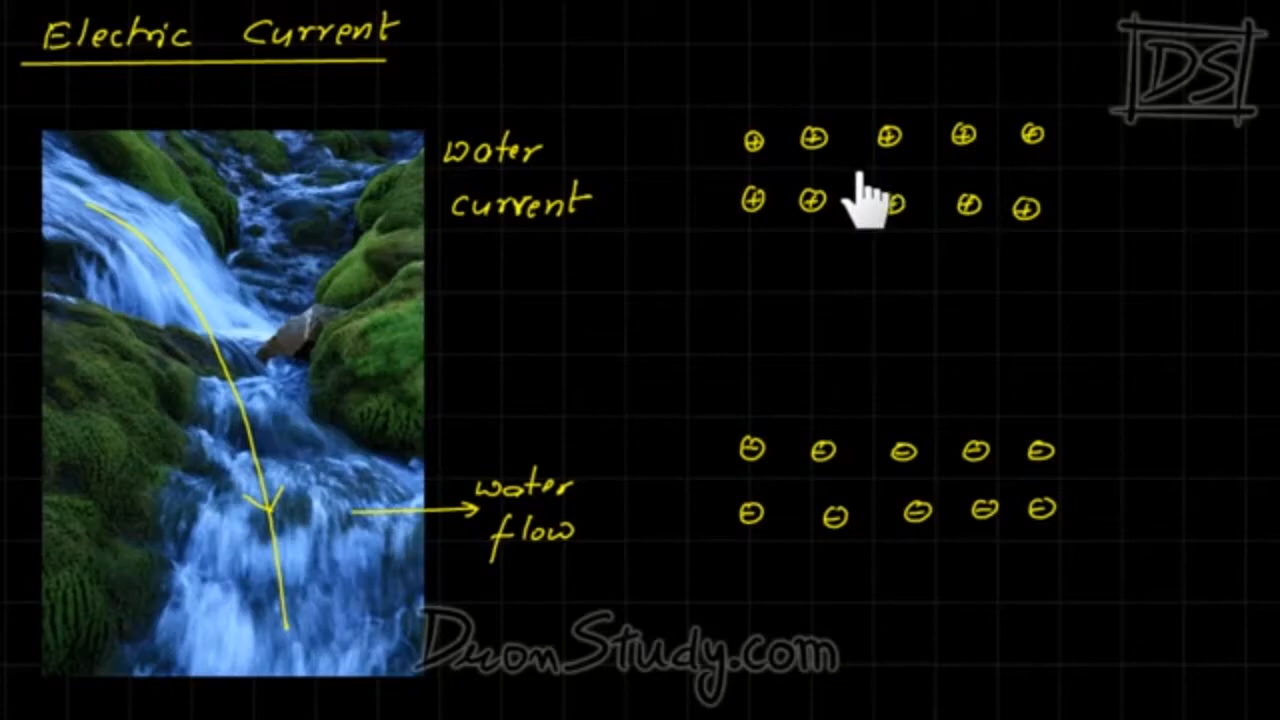 Electric Current
DS
water
current
⊕ ⊕ ⊕ ⊕ ⊕
⊕ ⊕ ⊕ ⊕ ⊕
water
flow
⊖ ⊖ ⊖ ⊖ ⊖
⊖ ⊖ ⊖ ⊖ ⊖
DronStudy.com